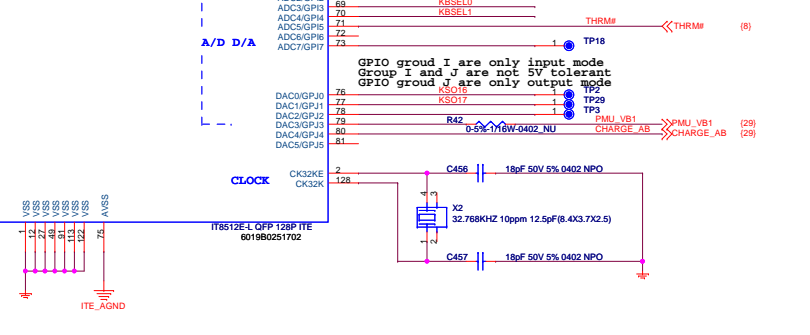 ADC3/GPI3 69 KBSEL0
ADC4/GPI4 70 KBSEL1
ADC5/GPI5 71 THRM# THRM# {8}
ADC6/GPI6 72
A/D D/A
ADC7/GPI7 73 1 TP18
GPIO groud I are only input mode
Group I and J are not 5V tolerant
GPIO groud J are only output mode
DAC0/GPJ0 76 KSO16 1 TP2
DAC1/GPJ1 77 KSO17 1 TP29
DAC2/GPJ2 78 1 TP3
DAC3/GPJ3 79 R42 PMU_VB1 PMU_VB1 {29}
0-5%-1/16W-0402_NU
DAC4/GPJ4 80 CHARGE_AB CHARGE_AB {29}
DAC5/GPJ5 81
CK32KE 2 C456 18pF 50V 5% 0402 NPO
CLOCK
CK32K 128
4 3
X2
32.768KHZ 10ppm 12.5pF(8.4X3.7X2.5)
1 2
VSS VSS VSS VSS VSS VSS VSS AVSS
1 12 27 49 91 113 122 75
IT8512E-L QFP 128P ITE
6019B0251702
C457 18pF 50V 5% 0402 NPO
ITE_AGND